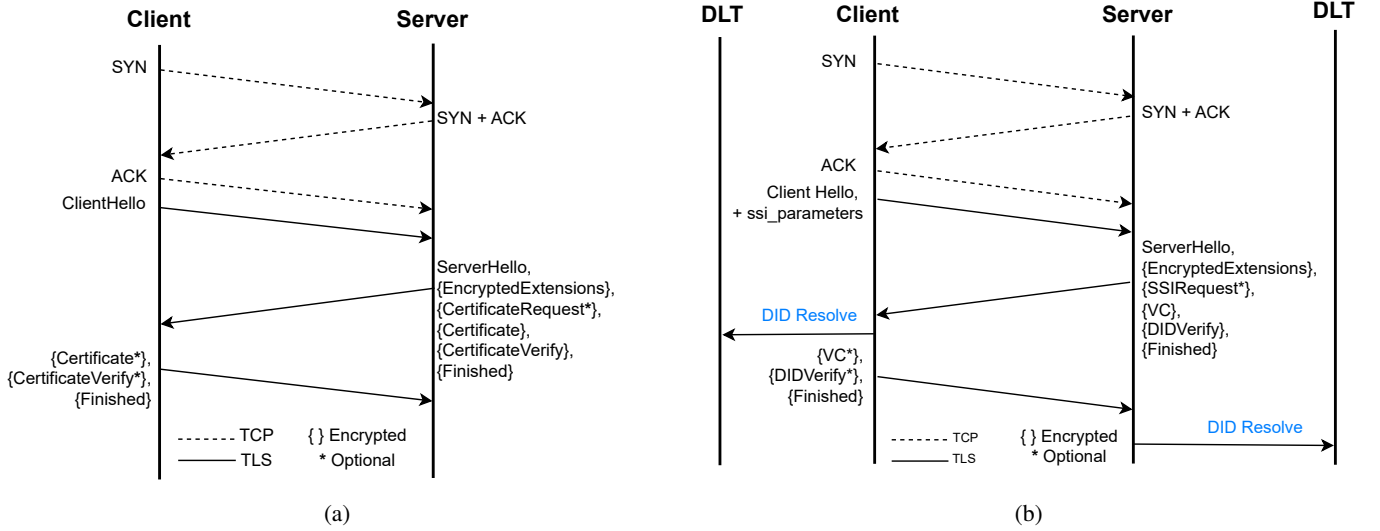 Client
Server
SYN
SYN + ACK
ACK
ClientHello
ServerHello,
{EncryptedExtensions},
{CertificateRequest*},
{Certificate},
{CertificateVerify},
{Finished}
{Certificate*},
{CertificateVerify*},
{Finished}
TCP
{ } Encrypted
TLS
* Optional
(a)
DLT
Client
Server
DLT
SYN
SYN + ACK
ACK
Client Hello,
+ ssi_parameters
ServerHello,
{EncryptedExtensions},
{SSIRequest*},
{VC},
{DIDVerify},
{Finished}
DID Resolve
{VC*},
{DIDVerify*},
{Finished}
DID Resolve
TCP
{ } Encrypted
TLS
* Optional
(b)